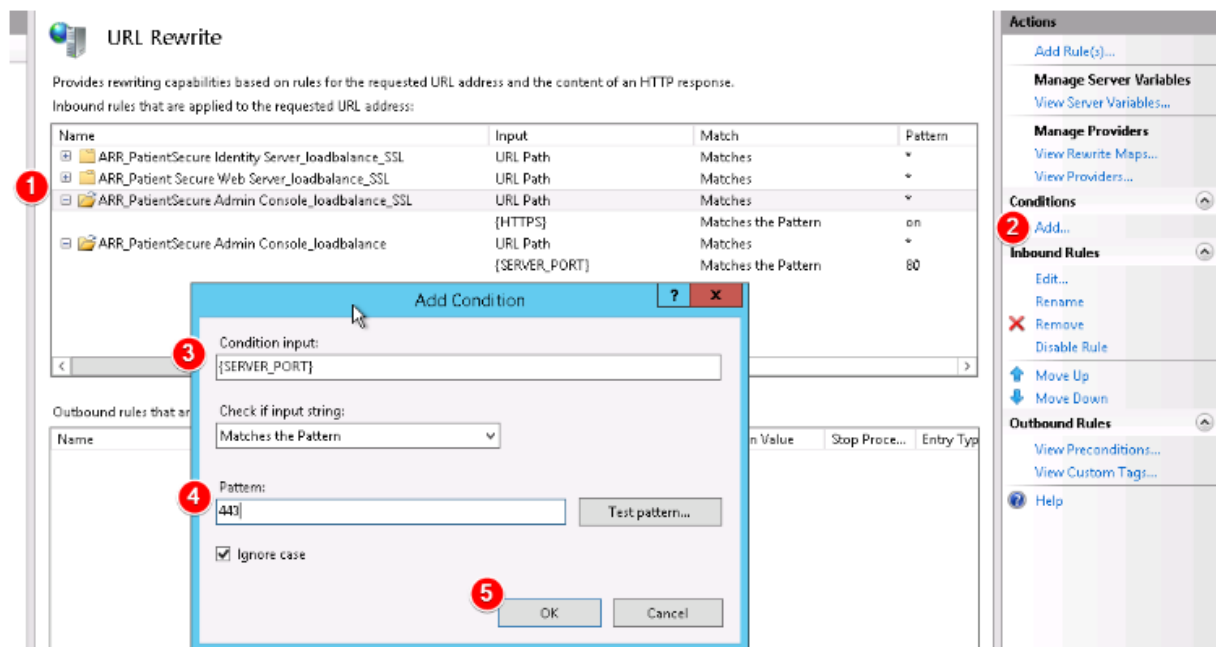 URL Rewrite
Provides rewriting capabilities based on rules for the requested URL address and the content of an HTTP response.
Inbound rules that are applied to the requested URL address:
Name Input Match Pattern
ARR_PatientSecure Identity Server_loadbalance_SSL URL Path Matches *
ARR_Patient Secure Web Server_loadbalance_SSL URL Path Matches *
1
ARR_PatientSecure Admin Console_loadbalance_SSL URL Path Matches *
{HTTPS} Matches the Pattern on
ARR_PatientSecure Admin Console_loadbalance URL Path Matches *
{SERVER_PORT} Matches the Pattern 80
Add Condition ? x
Condition input:
3
{SERVER_PORT}
Check if input string:
Matches the Pattern
Pattern:
4
443 Test pattern...
Ignore case
5
OK Cancel
Outbound rules that ar
Name n Value Stop Proce... Entry Typ
Actions
Add Rule(s)...
Manage Server Variables
View Server Variables...
Manage Providers
View Rewrite Maps...
View Providers...
Conditions
2 Add...
Inbound Rules
Edit...
Rename
Remove
Disable Rule
Move Up
Move Down
Outbound Rules
View Preconditions...
View Custom Tags...
Help